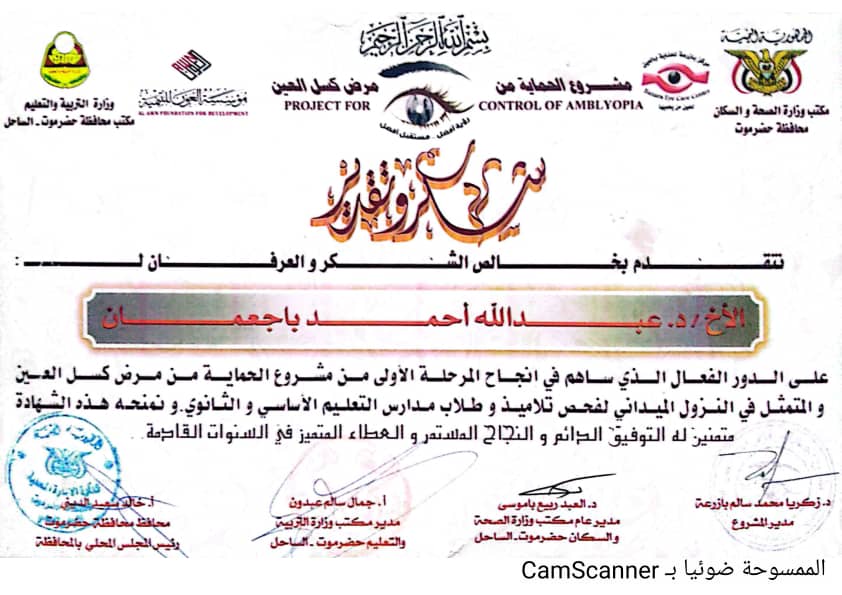 بسم الله الرحمن الرحيم
الجمهورية اليمنية
مكتب وزارة الصحة و السكان
محافظة حضرموت
مشروع الحماية من مرض كسل العين
PROJECT FOR CONTROL OF AMBLYOPIA
رؤية أفضل .. مستقبل أفضل
مؤسسة العون للتنمية
AL AWN FOUNDATION FOR DEVELOPMENT
وزارة التربية والتعليم
مكتب محافظة حضرموت ـ الساحل
شكر وتقدير
نتقدم بخالص الشكر و العرفان لـ :
الأخ / د. عبدالله أحمد باجعمان
على الدور الفعال الذي ساهم في انجاح المرحلة الأولى من مشروع الحماية من مرض كسل العين
و المتمثل في النزول الميداني لفحص تلاميذ و طلاب مدارس التعليم الأساسي و الثانوي. و نمنحه هذه الشهادة
متمنين له التوفيق الدائم و النجاح المستمر و العطاء المتميز في السنوات القادمة..
د. زكريا محمد سالم بازرعة
مدير المشروع
د. العبد ربيع باموسى
مدير عام مكتب وزارة الصحة
والسكان حضرموت ـ الساحل
أ. جمال سالم عبدون
مدير مكتب وزارة التربية
والتعليم حضرموت ـ الساحل
أ. خالد سعيد الديني
محافظ محافظة حضرموت
رئيس المجلس المحلي بالمحافظة
الممسوحة ضوئيا بـ CamScanner